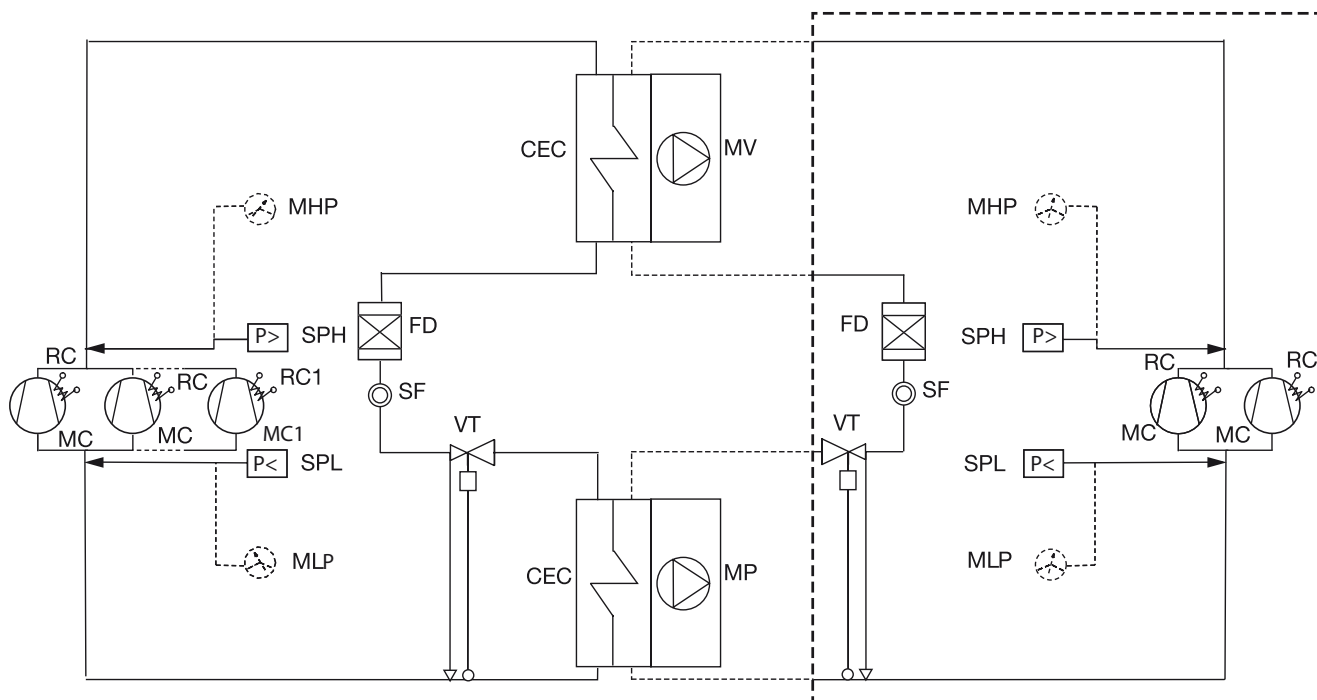 CEC
MV
MHP
MHP
P>
SPH
FD
FD
SPH
P>
RC
RC
RC1
RC
RC
SF
SF
MC
MC
MC1
VT
VT
MC
MC
P<
SPL
SPL
P<
MLP
CEC
MP
MLP